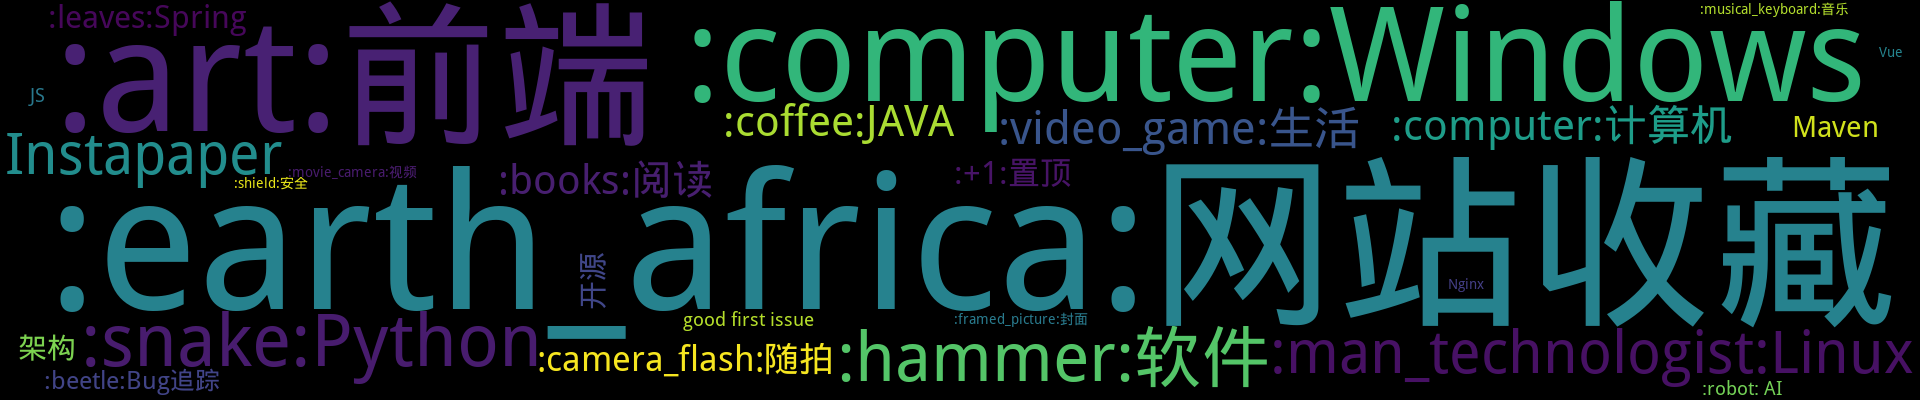 :leaves:Spring
:art:前端
:computer:Windows
:musical_keyboard:音乐
Vue
JS
:coffee:JAVA
:video_game:生活
:computer:计算机
Maven
Instapaper
:movie_camera:视频
:shield:安全
:books:阅读
:+1:置顶
:earth_africa:网站收藏
开源
Nginx
:snake:Python
good first issue
:framed_picture:封面
架构
:camera_flash:随拍
:hammer:软件
:man_technologist:Linux
:beetle:Bug追踪
:robot: AI